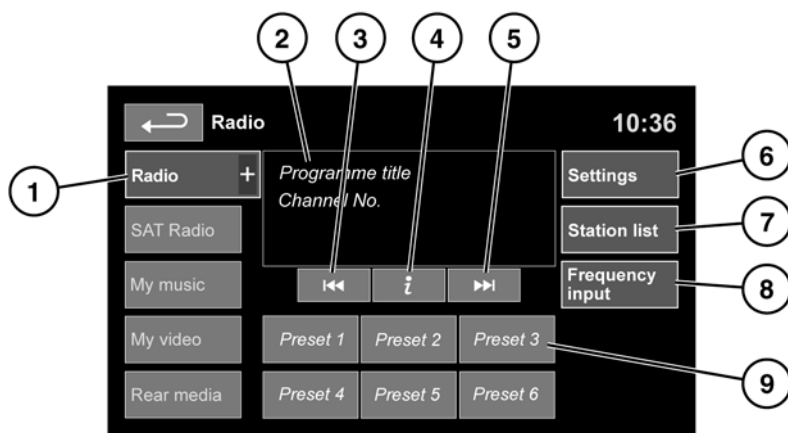 2
3
4
5
Radio
10:36
1
Radio +
Programme title
Channel No.
Settings
6
SAT Radio
Station list
7
My music
i
Frequency
input
8
My video
Preset 1
Preset 2
Preset 3
9
Rear media
Preset 4
Preset 5
Preset 6